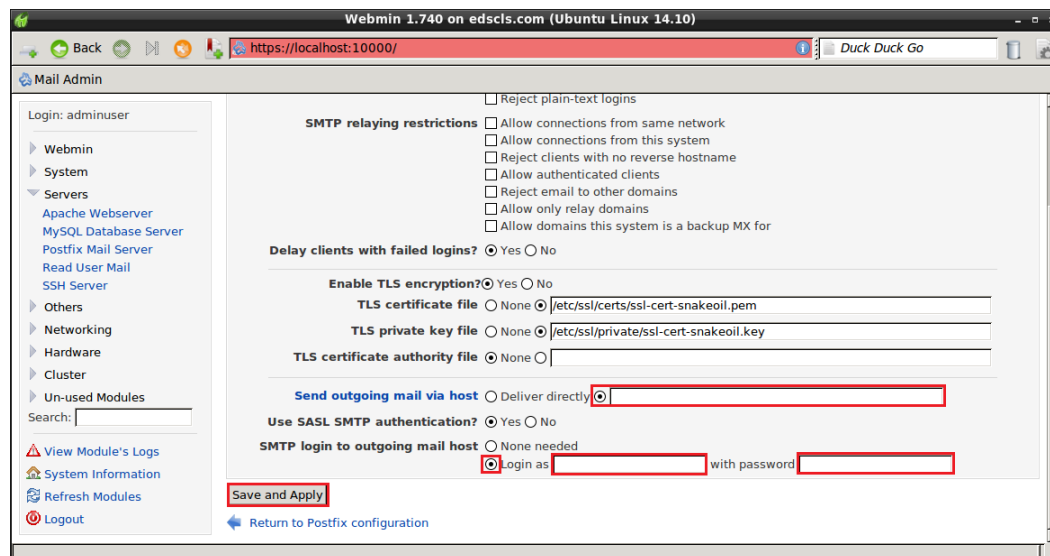 Webmin 1.740 on edscls.com (Ubuntu Linux 14.10)
Back
https://localhost:10000/
Duck Duck Go
Mail Admin
Login: adminuser
Webmin
System
Servers
Apache Webserver
MySQL Database Server
Postfix Mail Server
Read User Mail
SSH Server
Others
Networking
Hardware
Cluster
Un-used Modules
Search:
View Module's Logs
System Information
Refresh Modules
Logout
Reject plain-text logins
SMTP relaying restrictions Allow connections from same network
Allow connections from this system
Reject clients with no reverse hostname
Allow authenticated clients
Reject email to other domains
Allow only relay domains
Allow domains this system is a backup MX for
Delay clients with failed logins? Yes No
Enable TLS encryption? Yes No
TLS certificate file None /etc/ssl/certs/ssl-cert-snakeoil.pem
TLS private key file None /etc/ssl/private/ssl-cert-snakeoil.key
TLS certificate authority file None
Send outgoing mail via host Deliver directly
Use SASL SMTP authentication? Yes No
SMTP login to outgoing mail host None needed
Login as with password
Save and Apply
Return to Postfix configuration